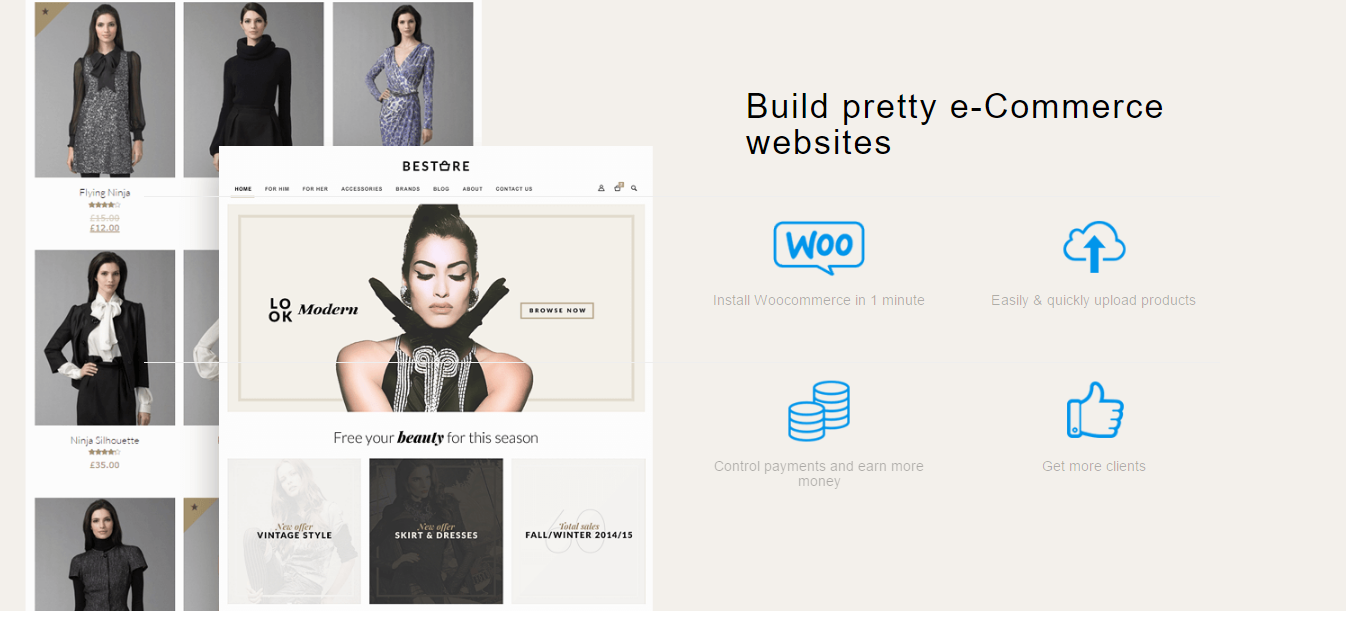 Flying Ninja
£15.00
£12.00
Ninja Silhouette
£35.00
BESTORE
HOME FOR HIM FOR HER ACCESSORIES BRANDS BLOG ABOUT CONTACT US
LO
OK Modern
BROWSE NOW
Free your beauty for this season
New offer
VINTAGE STYLE
New offer
SKIRT & DRESSES
60
Total sales
FALL/WINTER 2014/15
Build pretty e-Commerce
websites
Woo
Install Woocommerce in 1 minute
Easily & quickly upload products
Control payments and earn more
money
Get more clients